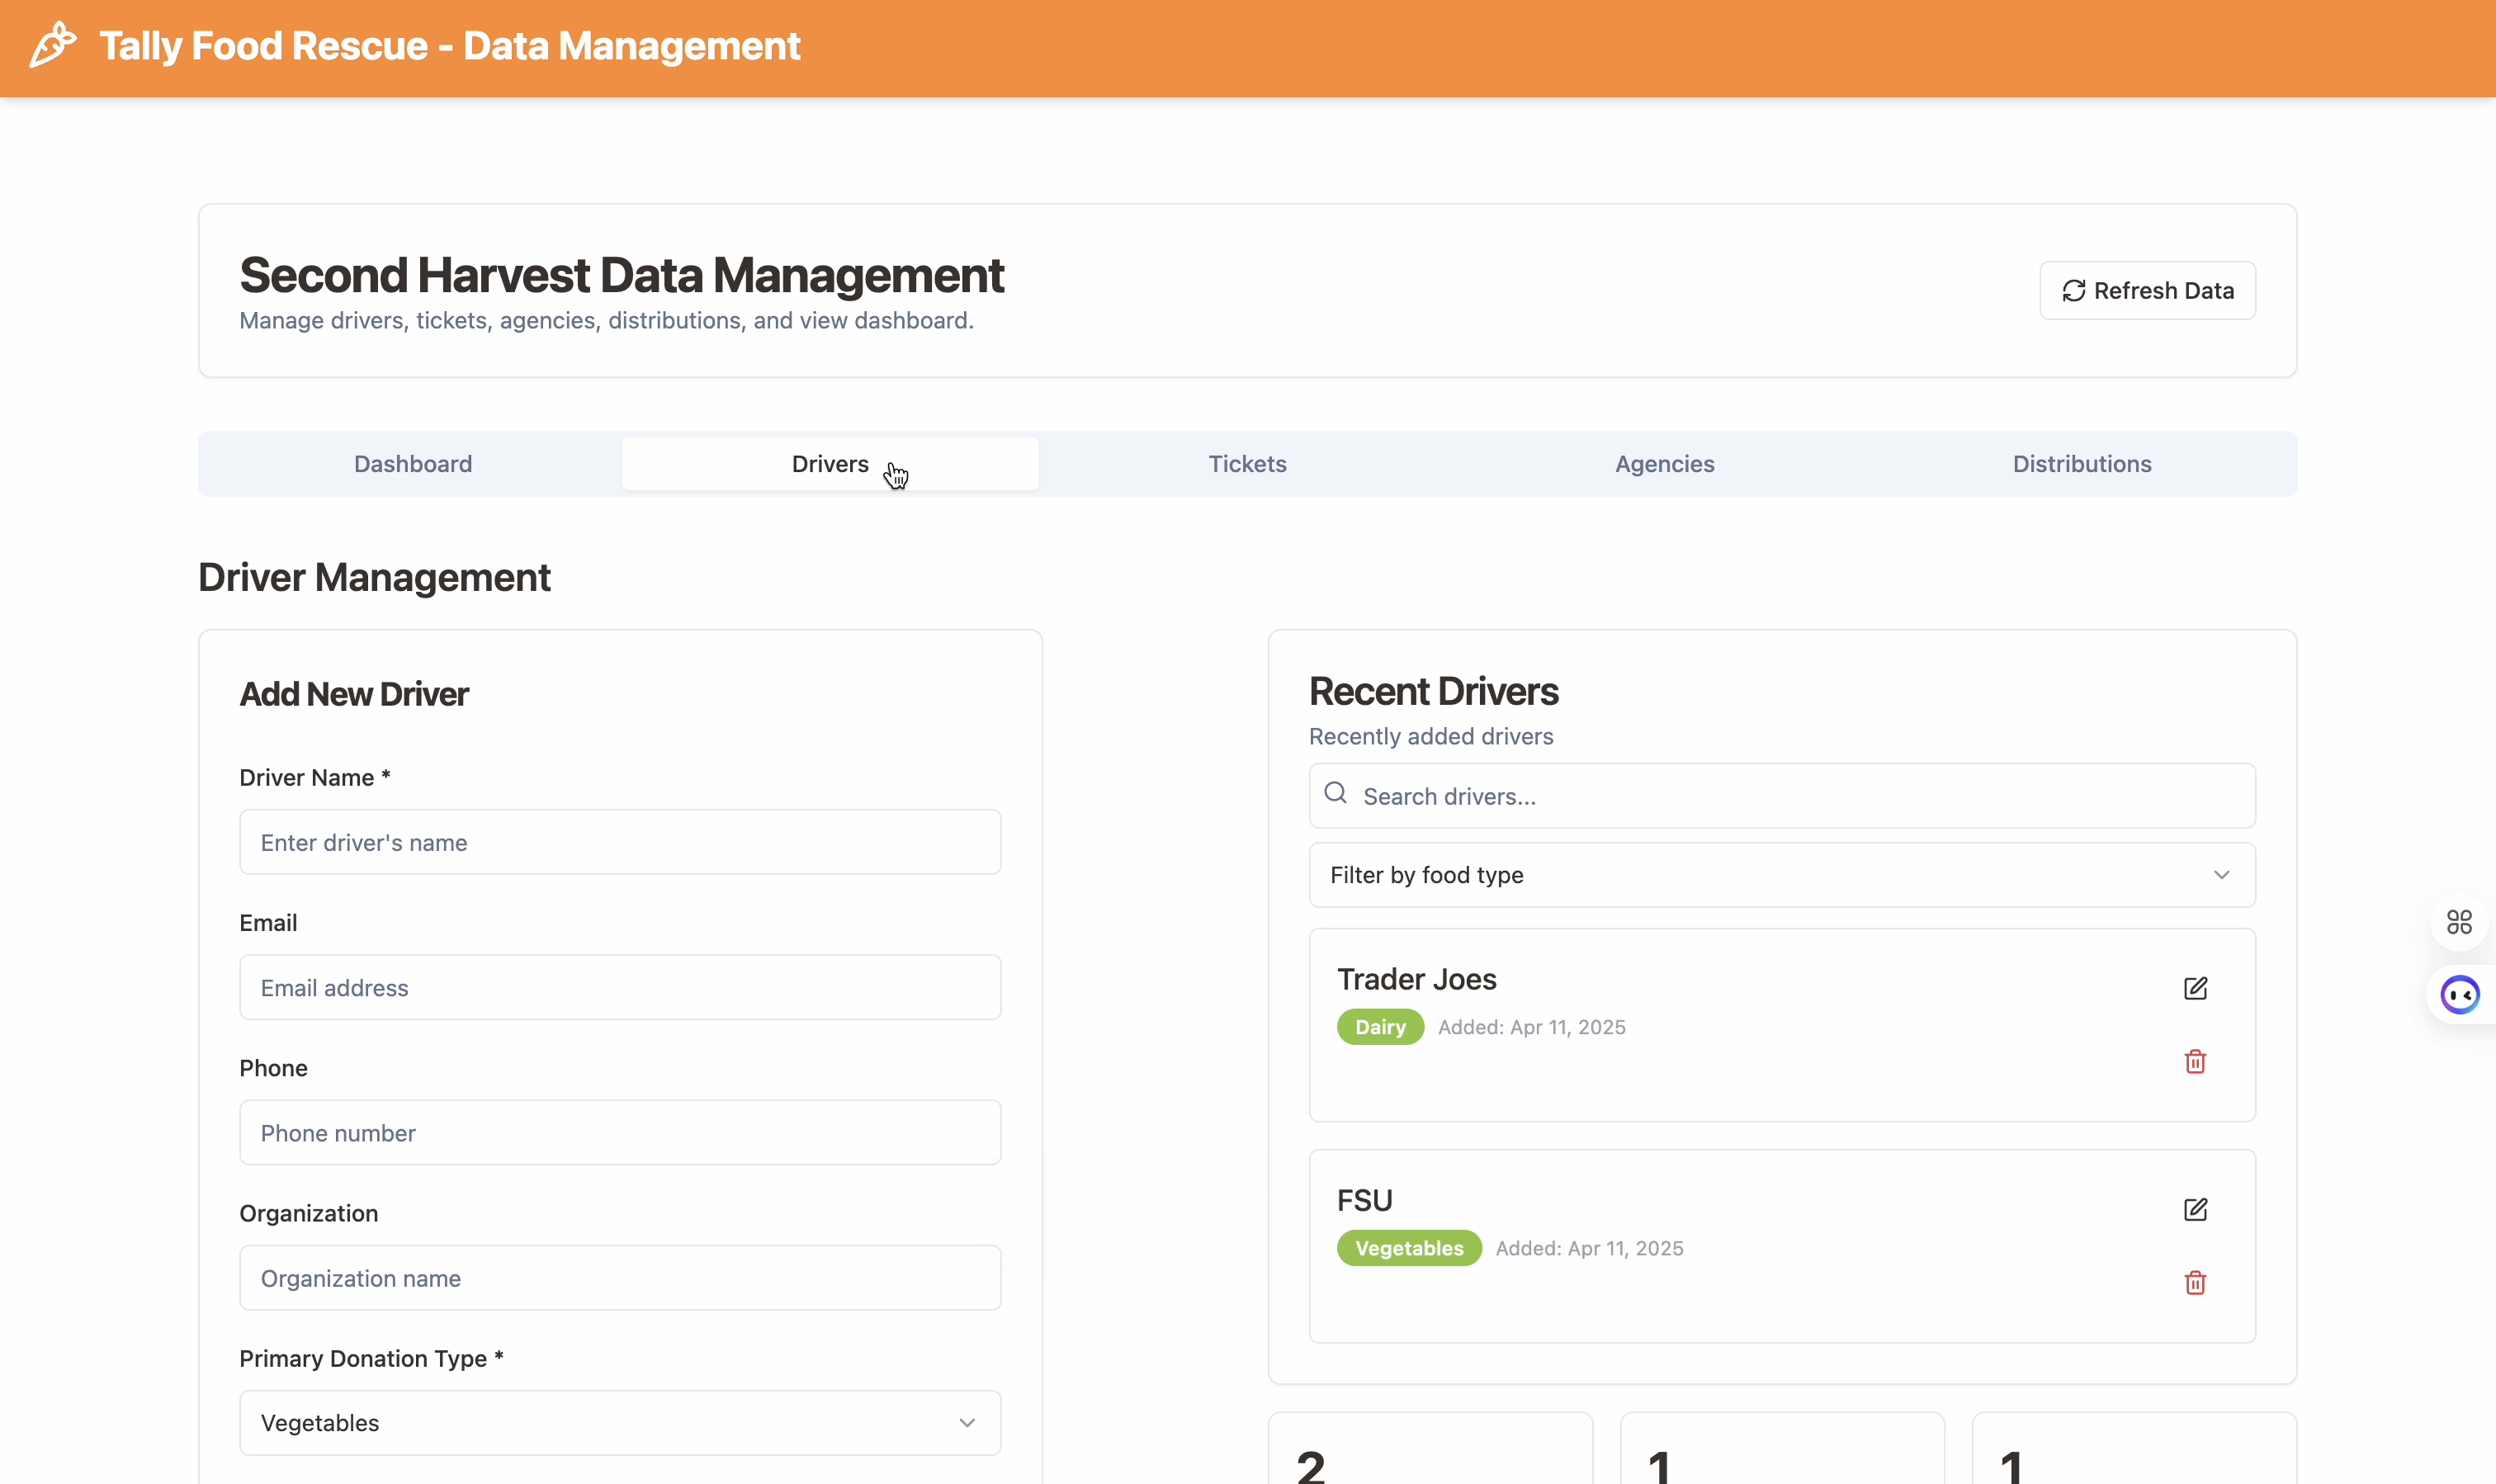 Tally Food Rescue - Data Management
Second Harvest Data Management
Manage drivers, tickets, agencies, distributions, and view dashboard.
Refresh Data
Dashboard
Drivers
Tickets
Agencies
Distributions
Driver Management
Add New Driver
Driver Name *
Enter driver's name
Email
Email address
Phone
Phone number
Organization
Organization name
Primary Donation Type *
Vegetables
Recent Drivers
Recently added drivers
Search drivers...
Filter by food type
Trader Joes
Dairy
Added: Apr 11, 2025
FSU
Vegetables
Added: Apr 11, 2025
2
1
1